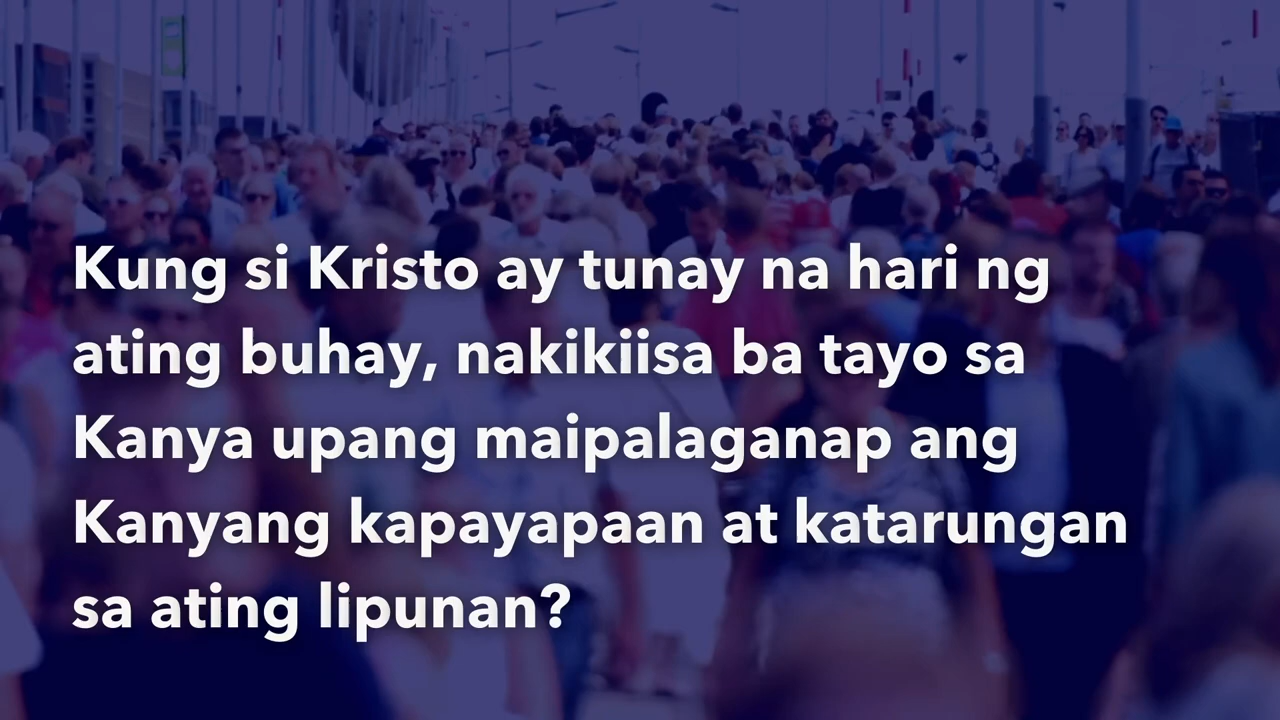 Kung si Kristo ay tunay na hari ng
ating buhay, nakikiisa ba tayo sa
Kanya upang maipalaganap ang
Kanyang kapayapaan at katarungan
sa ating lipunan?